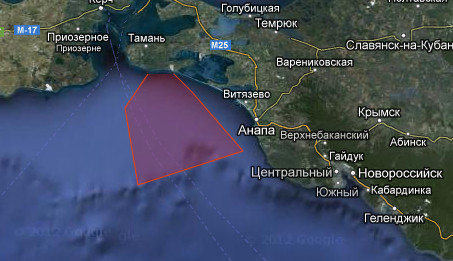 Керч
Голубицкая
Темрюк
Тамань
M-17
Приозерное
Приозерне
M25
Славянск-на-Кубан
Варениковская
Витязево
Крымск
Анапа
Верхнебаканский
Абинск
Гайдук
Центральный
Новороссийск
Южный
Кабардинка
Геленджик